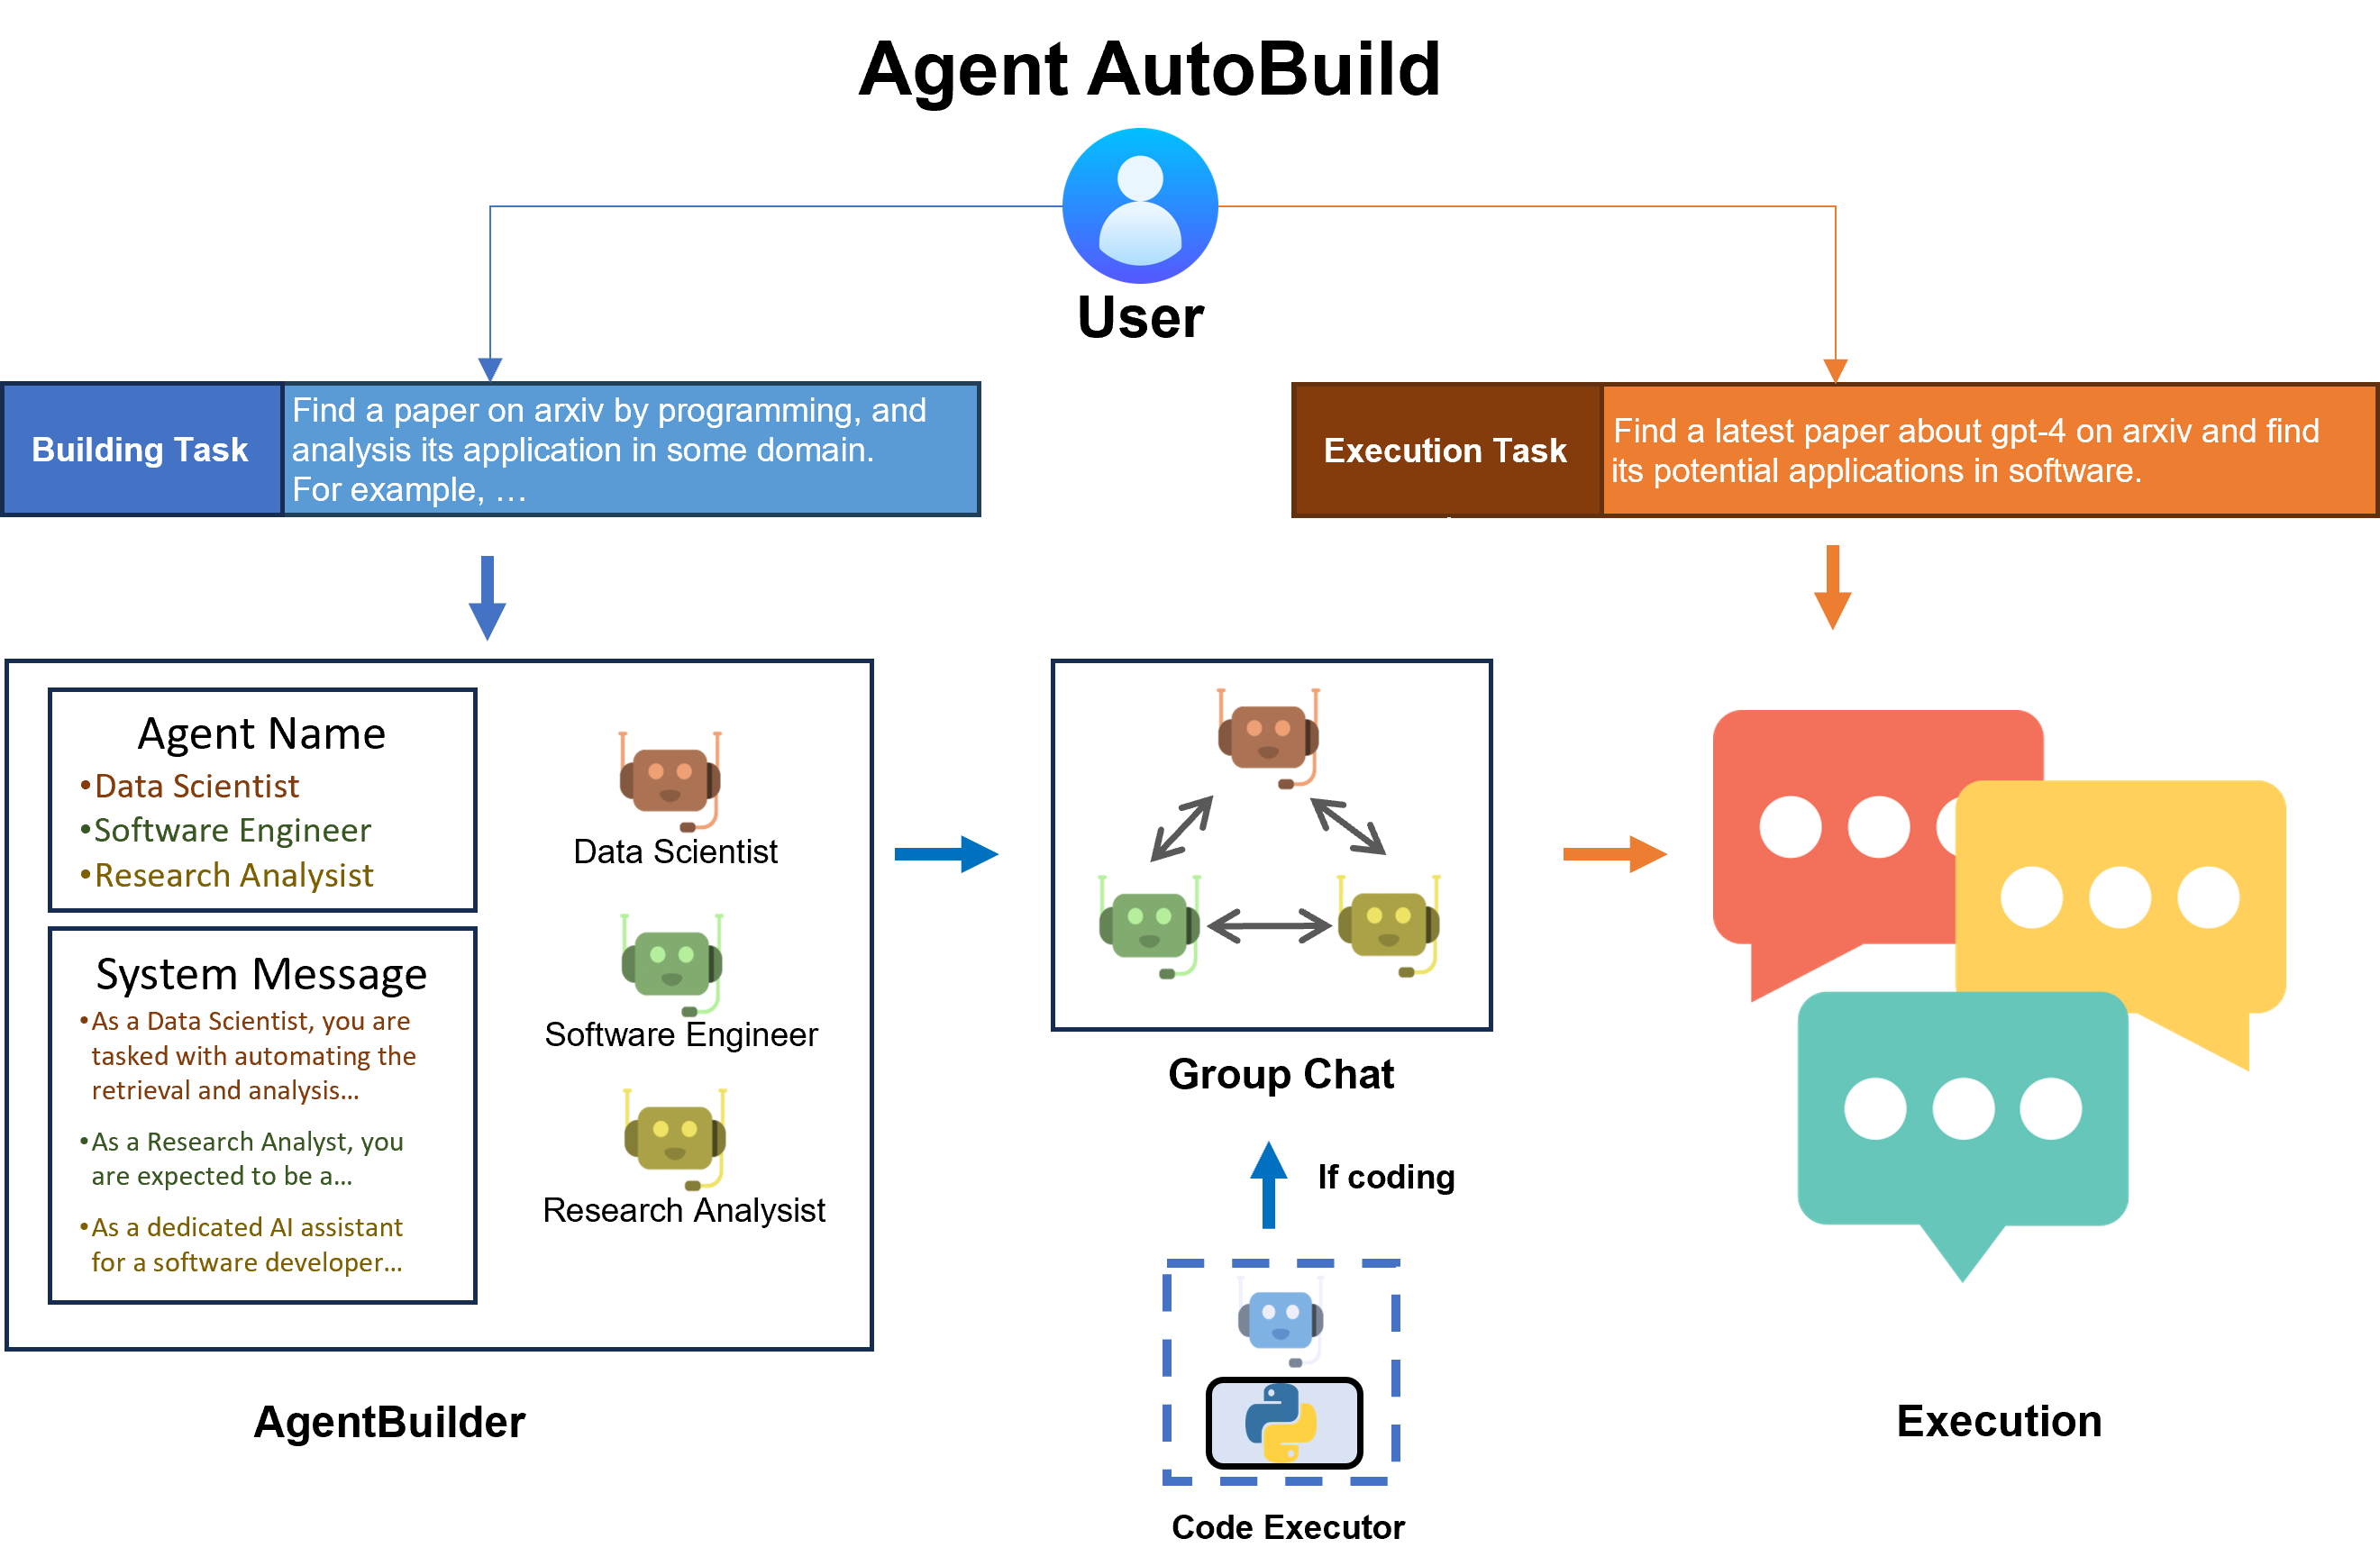 Agent AutoBuild
User
Building Task
Find a paper on arxiv by programming, and
analysis its application in some domain.
For example, …
Execution Task
Find a latest paper about gpt-4 on arxiv and find
its potential applications in software.
Agent Name
•Data Scientist
•Software Engineer
•Research Analysist
System Message
•As a Data Scientist, you are
tasked with automating the
retrieval and analysis…
•As a Research Analyst, you
are expected to be a…
•As a dedicated AI assistant
for a software developer…
Data Scientist
Software Engineer
Research Analysist
AgentBuilder
Group Chat
If coding
Code Executor
Execution